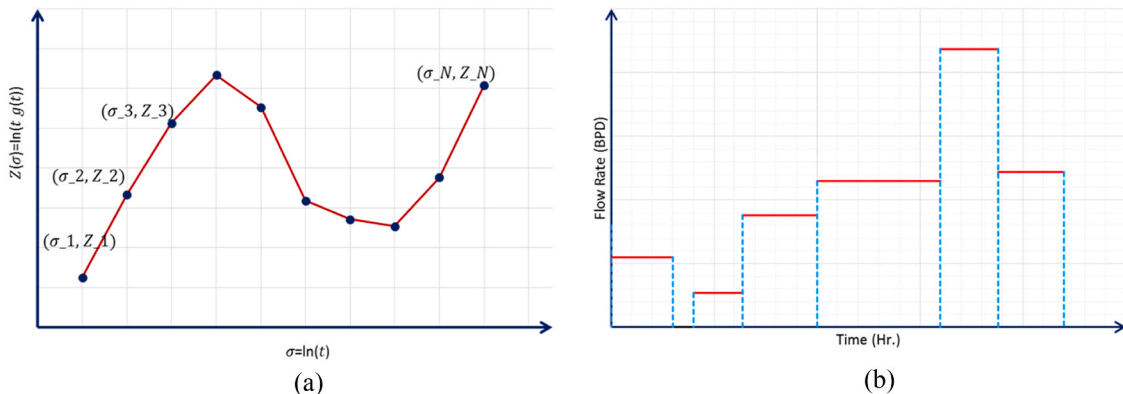 Z(σ)=ln(t g(t))
(σ_1, Z_1)
(σ_2, Z_2)
(σ_3, Z_3)
(σ_N, Z_N)
σ=ln(t)
(a)
Flow Rate (BPD)
Time (Hr.)
(b)